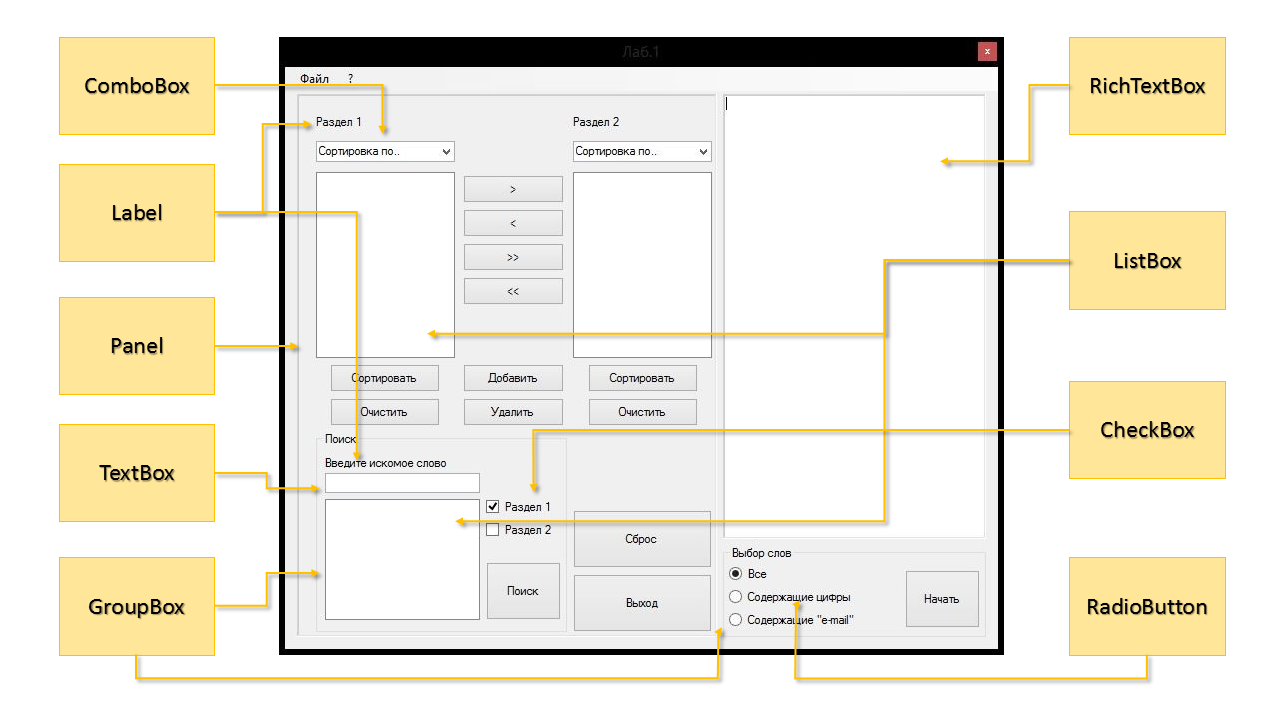 Лаб.1
x
Файл ?
ComboBox
Label
Panel
TextBox
GroupBox
Раздел 1
Раздел 2
Сортировка по..
Сортировка по..
>
<
>>
<<
Сортировать
Добавить
Сортировать
Очистить
Удалить
Очистить
Поиск
Введите искомое слово
Раздел 1
Раздел 2
Поиск
Сброс
Выход
Выбор слов
Все
Содержащие цифры
Содержащие "e-mail"
Начать
RichTextBox
ListBox
CheckBox
RadioButton